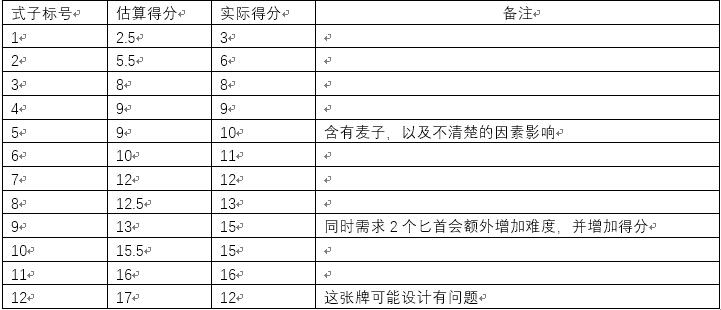 式子标号 估算得分 实际得分 备注
1 2.5 3
2 5.5 6
3 8 8
4 9 9
5 9 10 含有麦子，以及不清楚的因素影响
6 10 11
7 12 12
8 12.5 13
9 13 15 同时需求 2 个匕首会额外增加难度，并增加得分
10 15.5 15
11 16 16
12 17 12 这张牌可能设计有问题